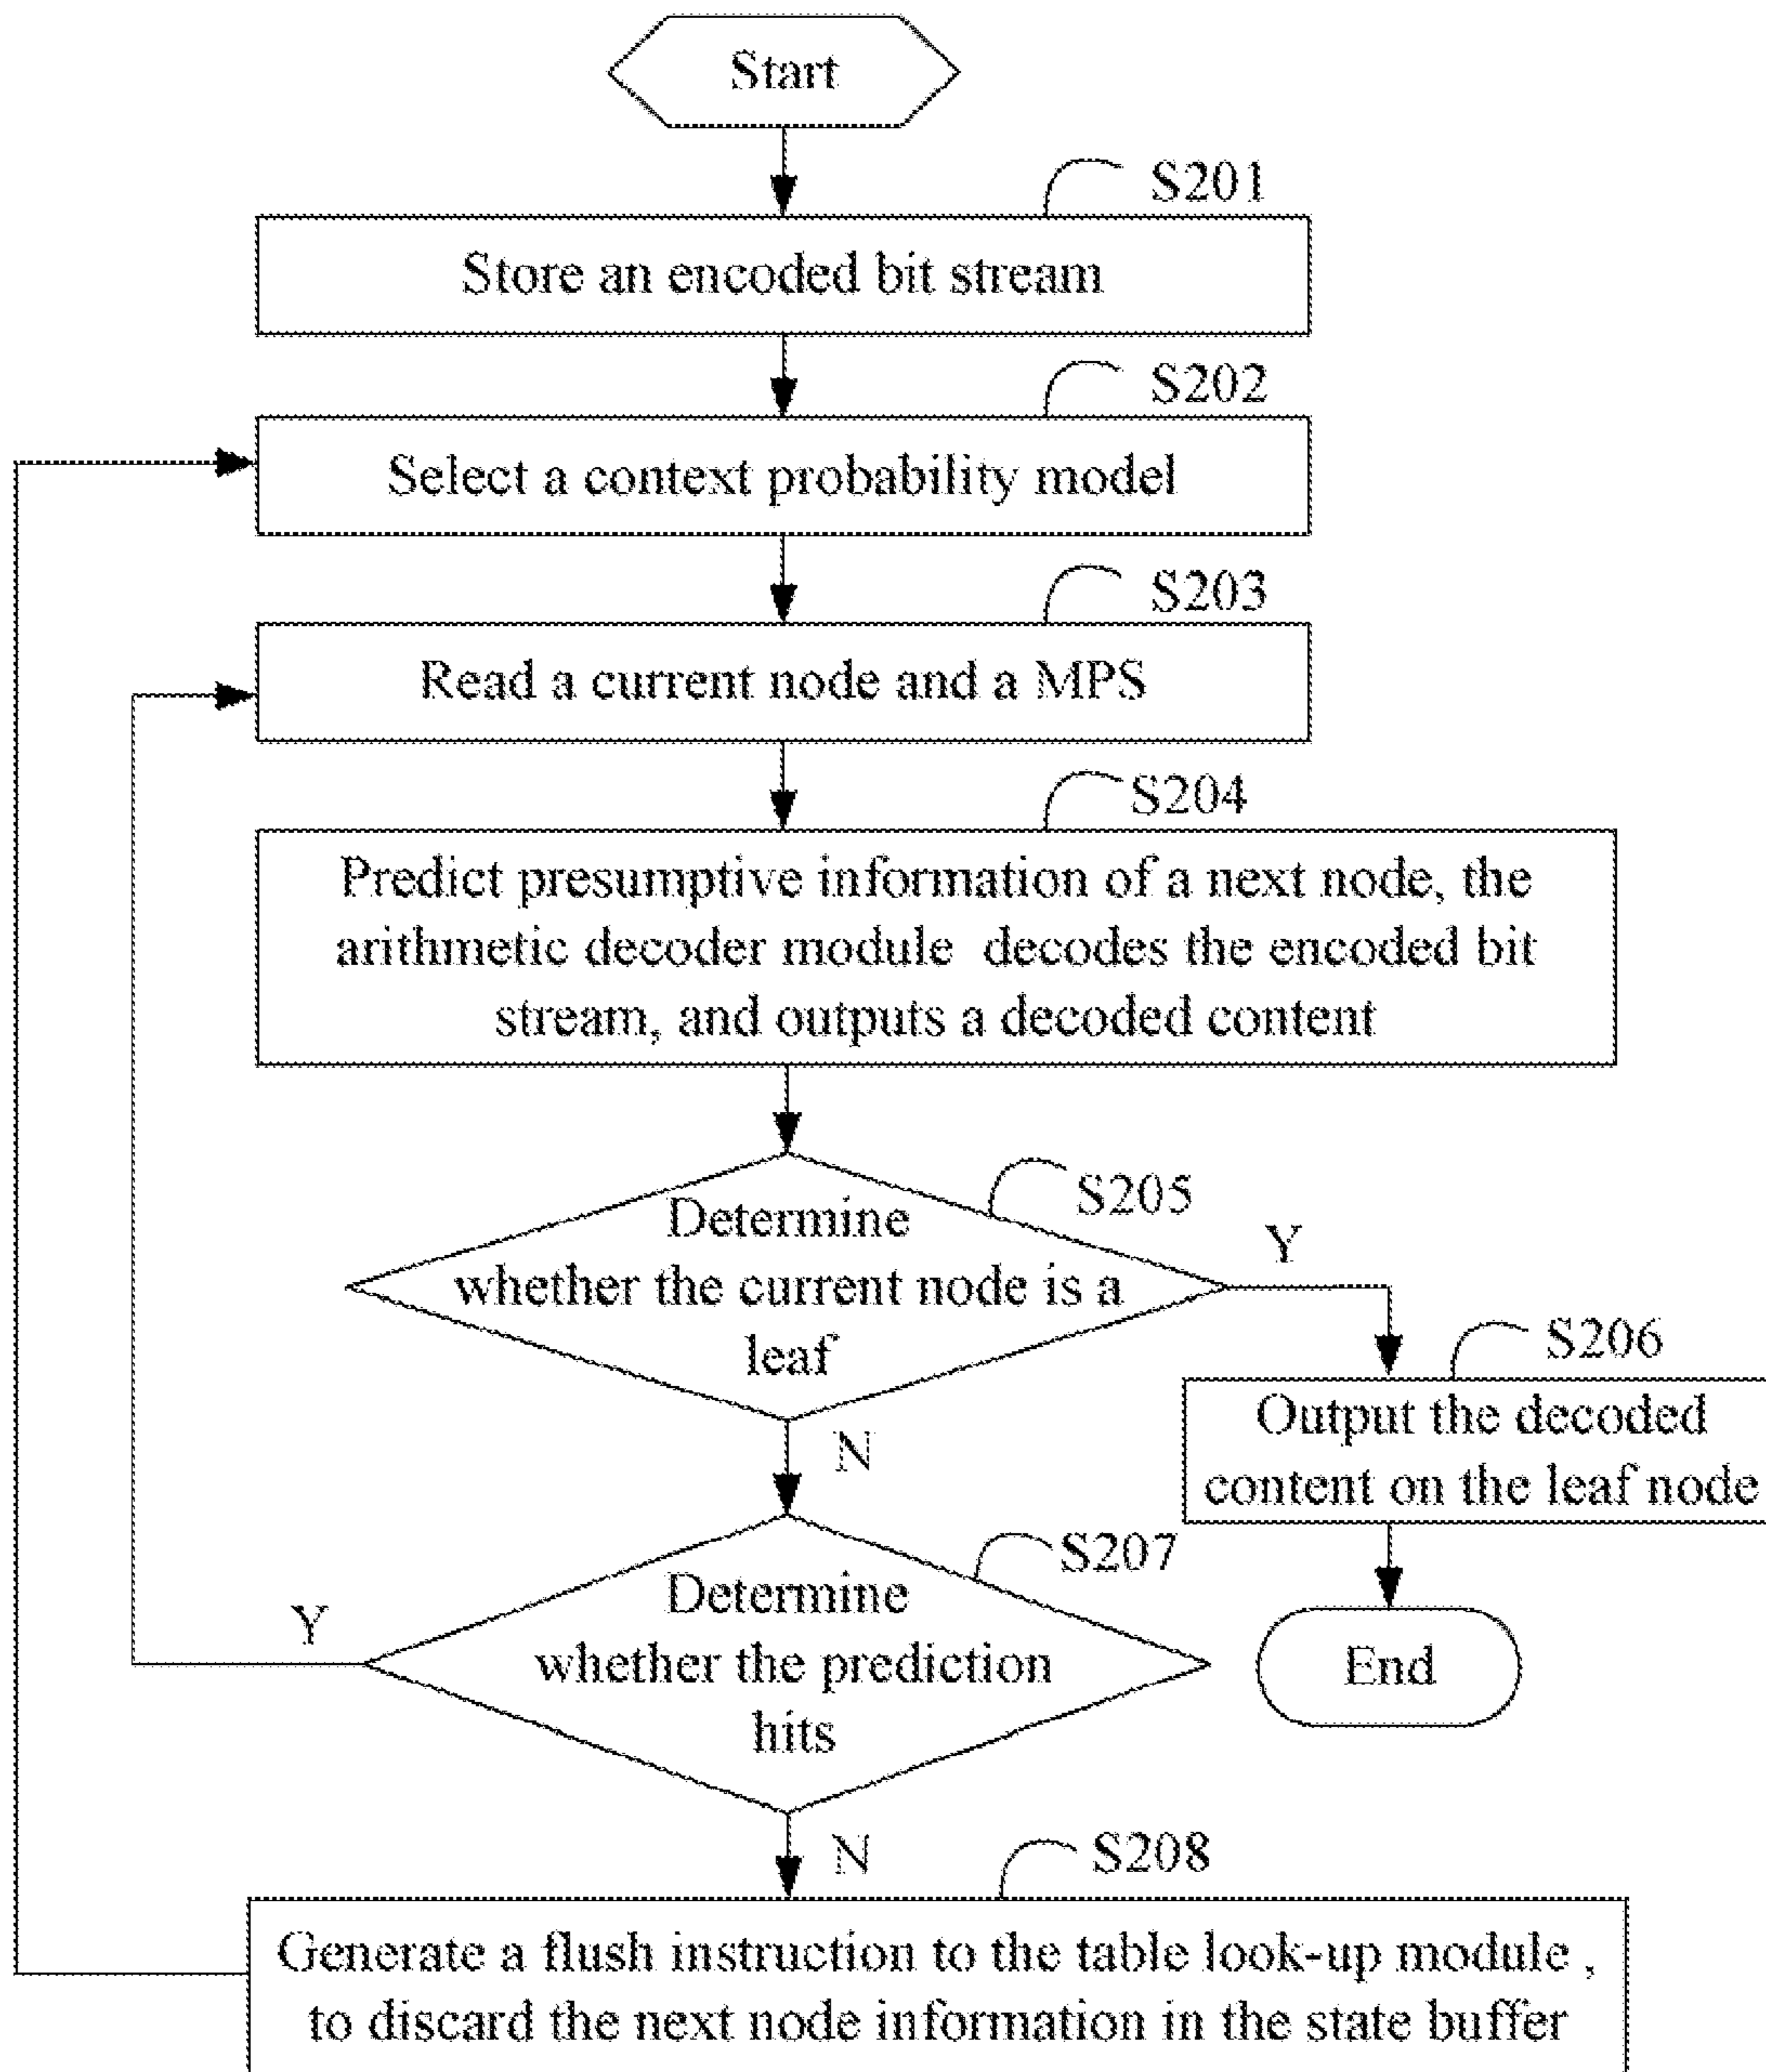 Start
S201
Store an encoded bit stream
S202
Select a context probability model
S203
Read a current node and a MPS
S204
Predict presumptive information of a next node, the
arithmetic decoder module decodes the encoded bit
stream, and outputs a decoded content
S205
Determine
whether the current node is a
leaf
Y
N
S206
Output the decoded
content on the leaf node
End
S207
Determine
whether the prediction
hits
Y
N
S208
Generate a flush instruction to the table look-up module ,
to discard the next node information in the state buffer